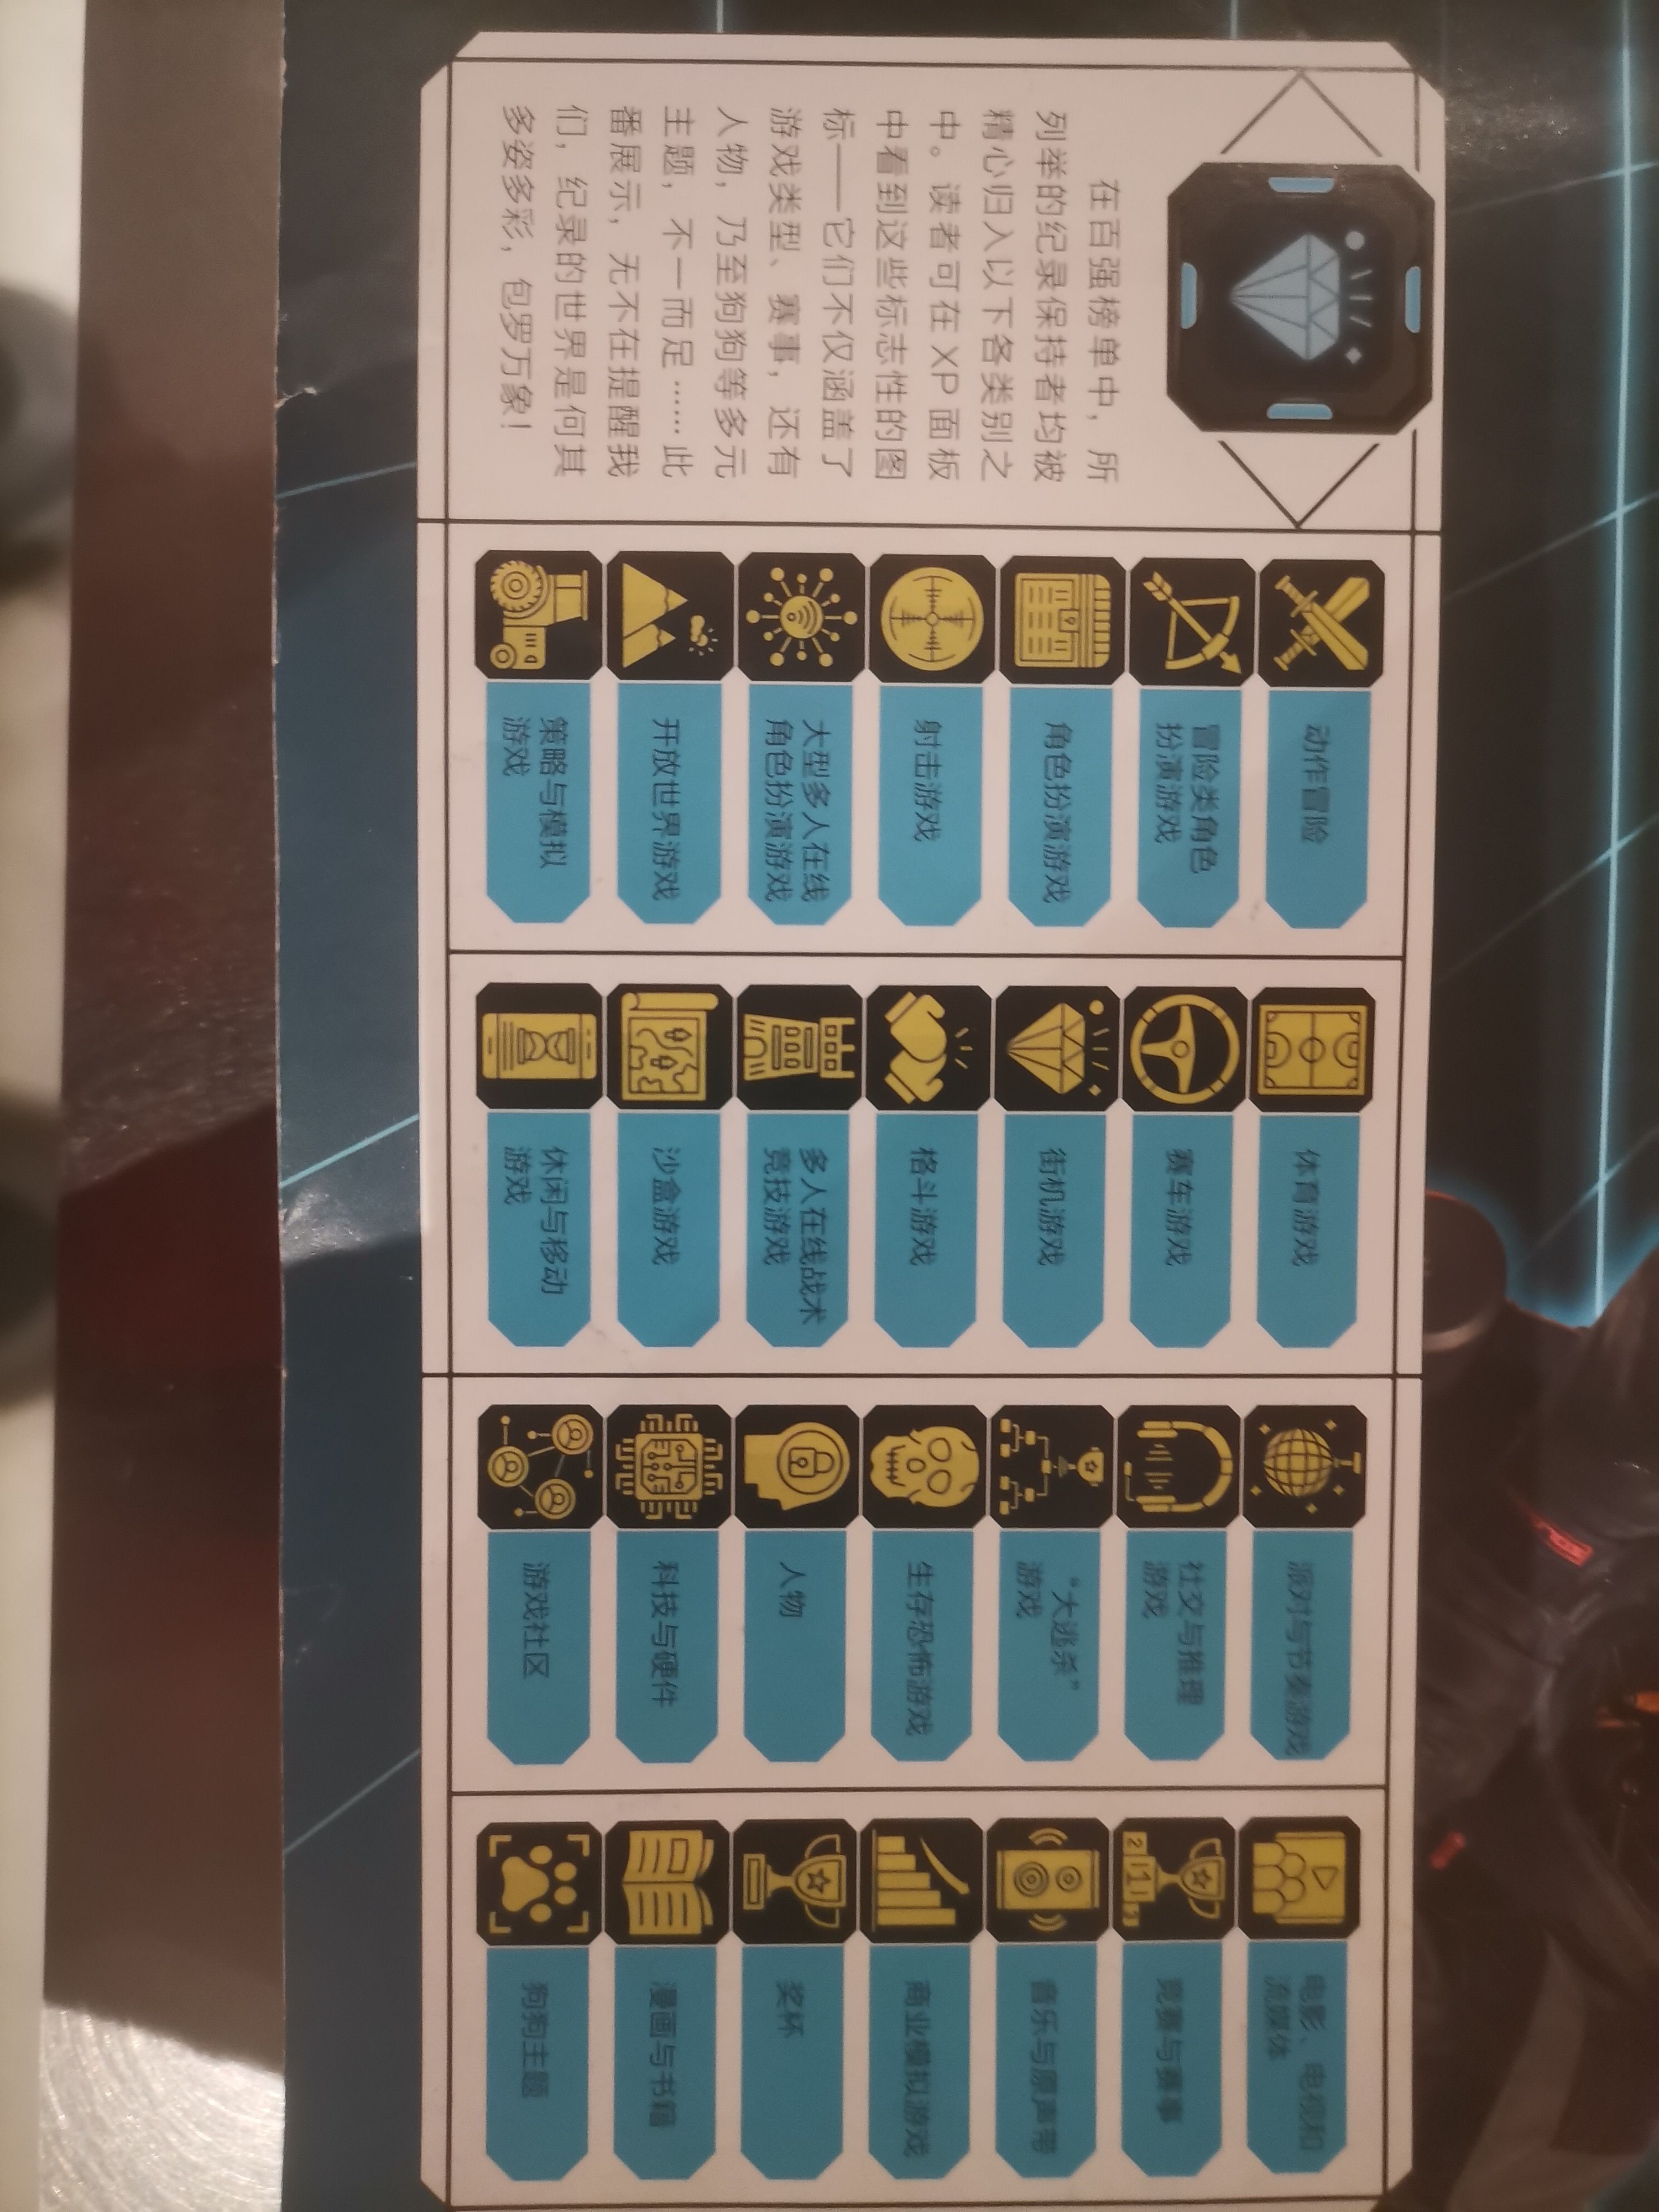 在百强榜单中，所
列举的纪录保持者均被
精心归入以下各类别之
中。读者可在 XP 面板
中看到这些标志性的图
标——它们不仅涵盖了
游戏类型、赛事，还有
人物，乃至狗狗等多元
主题，不一而足……此
番展示，无不在提醒我
们，纪录的世界是何其
多姿多彩，包罗万象！
动作冒险
冒险类角色
扮演游戏
角色扮演游戏
射击游戏
大型多人在线
角色扮演游戏
开放世界游戏
策略与模拟
游戏
体育游戏
赛车游戏
街机游戏
格斗游戏
多人在线战术
竞技游戏
沙盒游戏
休闲与移动
游戏
派对与节奏游戏
社交与推理
游戏
“大逃杀”
游戏
生存恐怖游戏
人物
科技与硬件
游戏社区
电影、电视和
流媒体
2 1 3
竞赛与赛事
音乐与原声带
商业模拟游戏
奖杯
漫画与书籍
狗狗主题